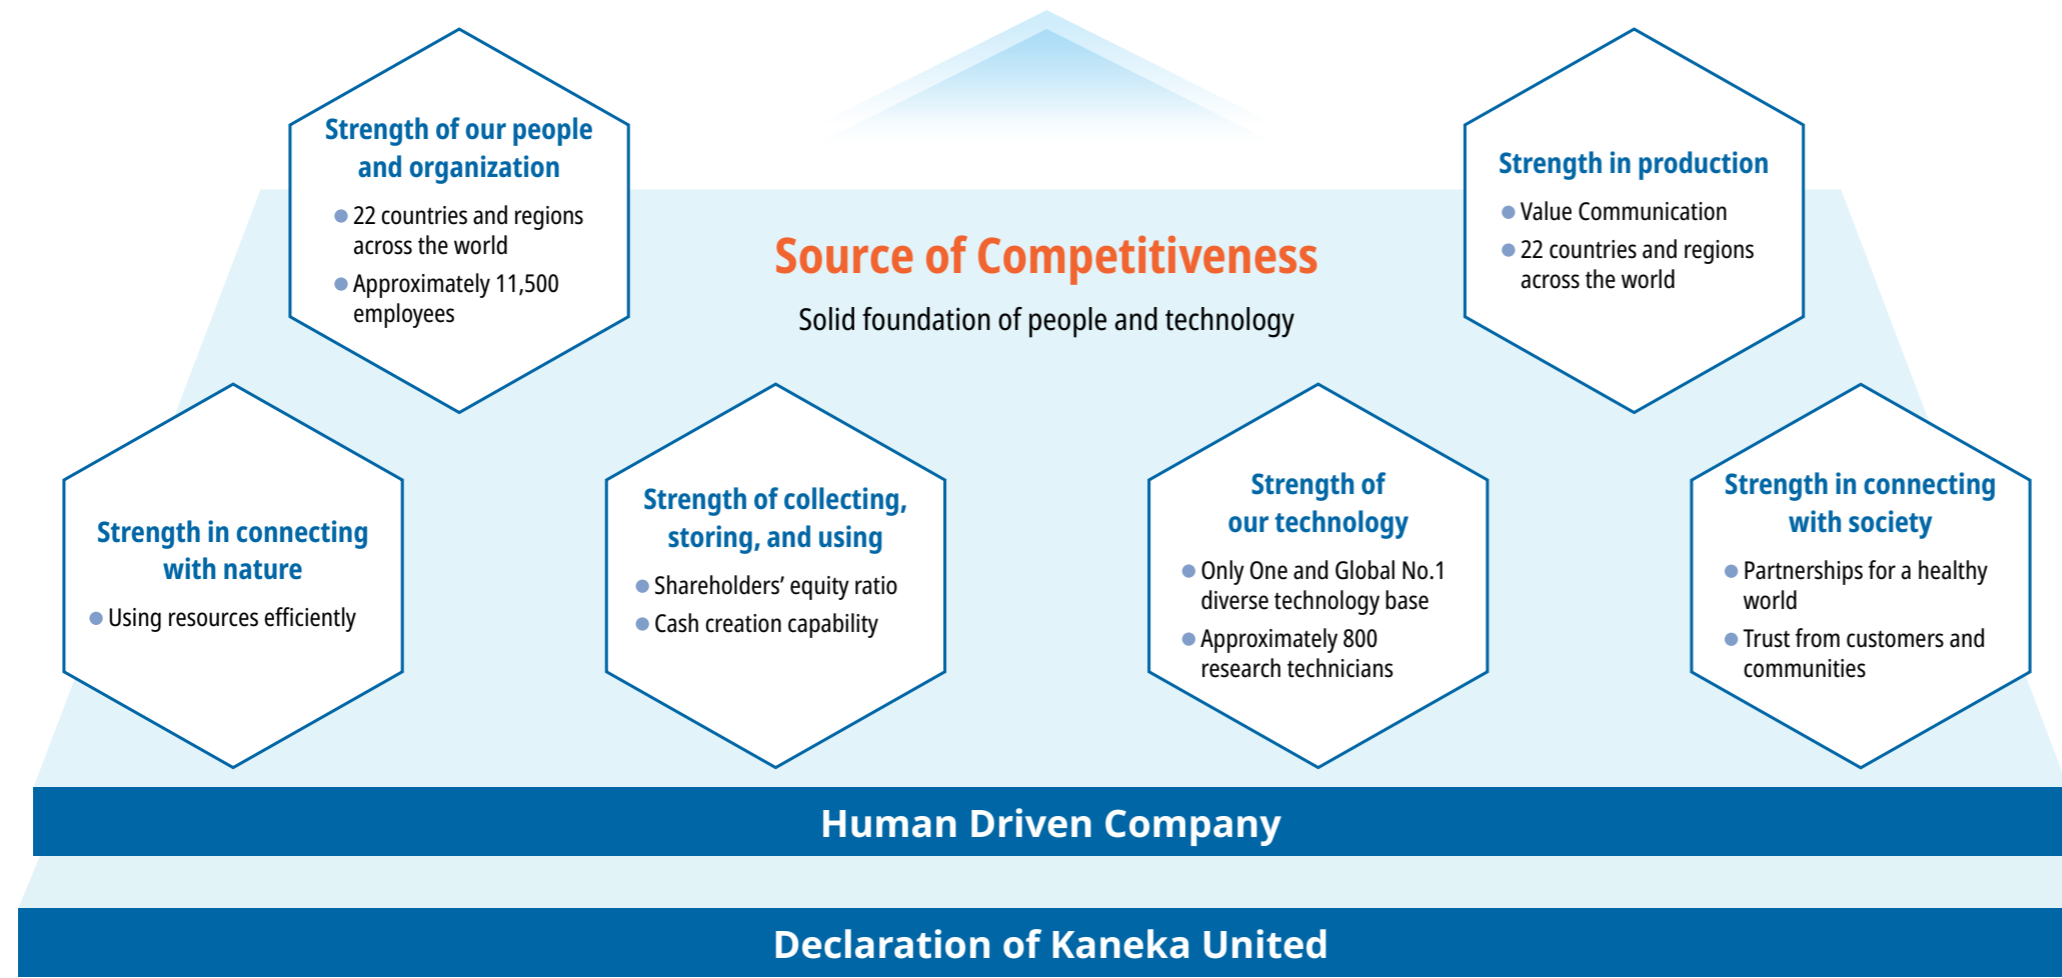 Strength of our people
and organization
22 countries and regions
across the world
Approximately 11,500
employees
Source of Competitiveness
Solid foundation of people and technology
Strength in production
Value Communication
22 countries and regions
across the world
Strength in connecting
with nature
Using resources efficiently
Strength of collecting,
storing, and using
Shareholders’ equity ratio
Cash creation capability
Strength of
our technology
Only One and Global No.1
diverse technology base
Approximately 800
research technicians
Strength in connecting
with society
Partnerships for a healthy
world
Trust from customers and
communities
Human Driven Company
Declaration of Kaneka United